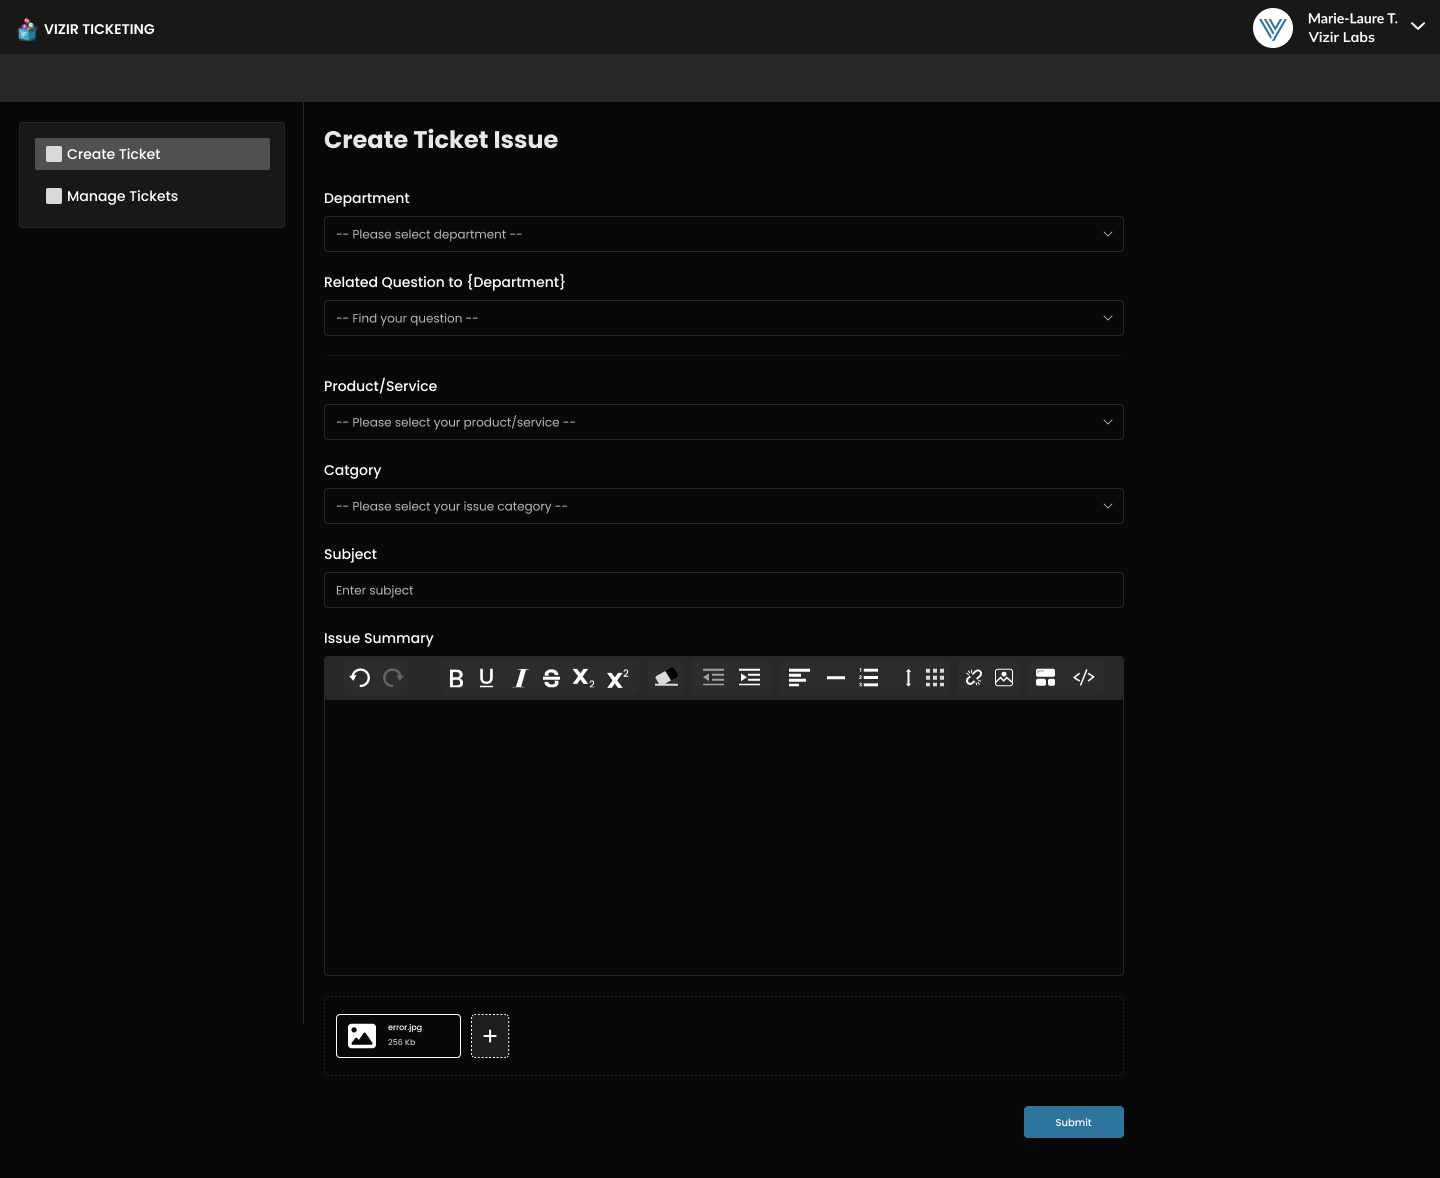 VIZIR TICKETING
Marie-Laure T.
Vizir Labs
Create Ticket
Manage Tickets
Create Ticket Issue
Department
-- Please select department --
Related Question to {Department}
-- Find your question --
Product/Service
-- Please select your product/service --
Catgory
-- Please select your issue category --
Subject
Enter subject
Issue Summary
B U I S X₂ X² </>
error.jpg
256 Kb
+
Submit